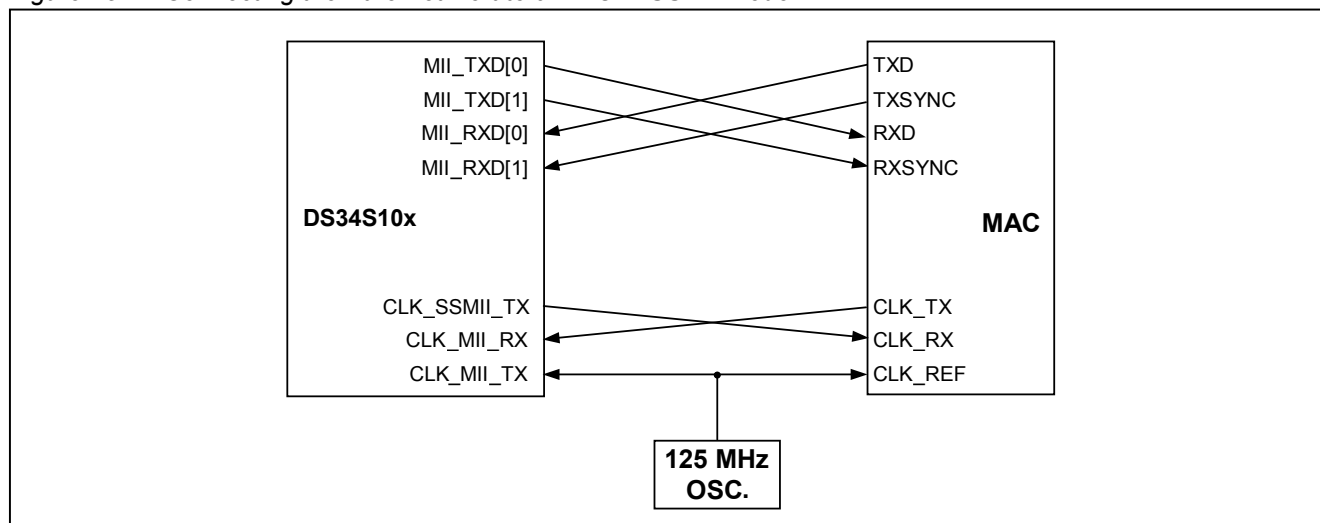 MII_TXD[0]
MII_TXD[1]
MII_RXD[0]
MII_RXD[1]
DS34S10x
CLK_SSMII_TX
CLK_MII_RX
CLK_MII_TX
TXD
TXSYNC
RXD
RXSYNC
MAC
CLK_TX
CLK_RX
CLK_REF
125 MHz
OSC.